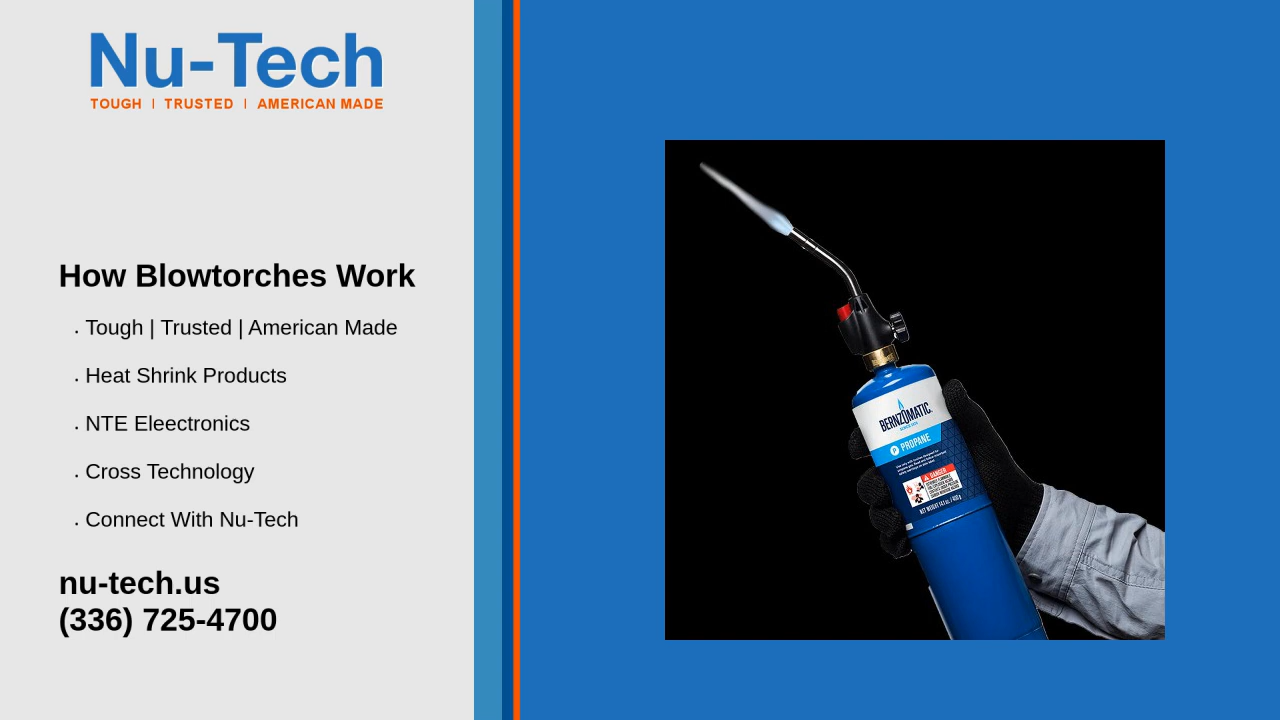 Nu-Tech
TOUGH | TRUSTED | AMERICAN MADE
How Blowtorches Work
. Tough | Trusted | American Made
. Heat Shrink Products
. NTE Eleectronics
. Cross Technology
. Connect With Nu-Tech
nu-tech.us
(336) 725-4700
BERNZOMATIC
P PROPANE
DANGER